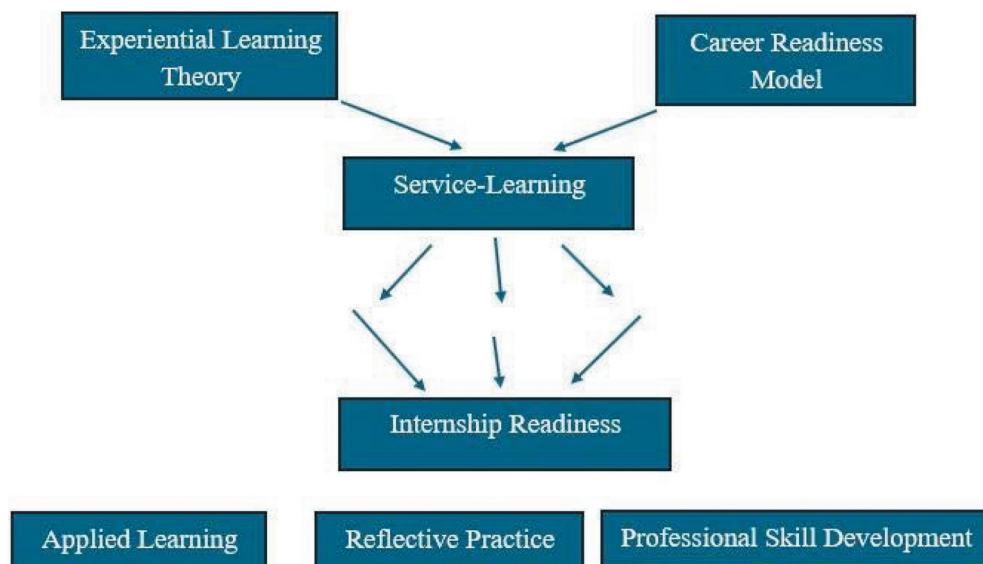 Experiential Learning
Theory
Career Readiness
Model
Service-Learning
Internship Readiness
Applied Learning
Reflective Practice
Professional Skill Development